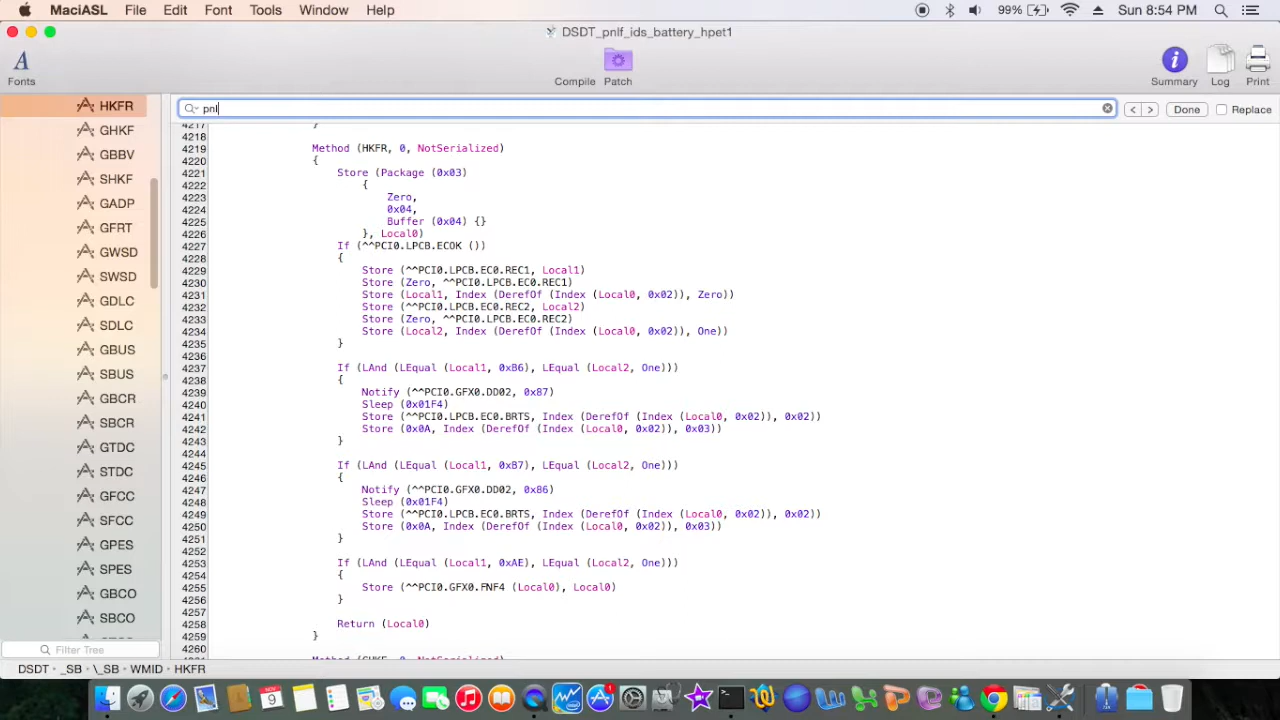 MaciASL File Edit Font Tools Window Help 99% Sun 8:54 PM
DSDT_pnlf_ids_battery_hpet1
A
Fonts Compile Patch Summary Log Print
pnl Done Replace
HKFR
GHKF
GBBV
SHKF
GADP
GFRT
GWSD
SWSD
GDLC
SDLC
GBUS
SBUS
GBCR
SBCR
GTDC
STDC
GFCC
SFCC
GPES
SPES
GBCO
SBCO
Filter Tree
4217 }
4218
4219 Method (HKFR, 0, NotSerialized)
4220 {
4221 Store (Package (0x03)
4222 {
4223 Zero,
4224 0x04,
4225 Buffer (0x04) {}
4226 }, Local0)
4227 If (^^PCI0.LPCB.ECOK ())
4228 {
4229 Store (^^PCI0.LPCB.EC0.REC1, Local1)
4230 Store (Zero, ^^PCI0.LPCB.EC0.REC1)
4231 Store (Local1, Index (DerefOf (Index (Local0, 0x02)), Zero))
4232 Store (^^PCI0.LPCB.EC0.REC2, Local2)
4233 Store (Zero, ^^PCI0.LPCB.EC0.REC2)
4234 Store (Local2, Index (DerefOf (Index (Local0, 0x02)), One))
4235 }
4236
4237 If (LAnd (LEqual (Local1, 0xB6), LEqual (Local2, One)))
4238 {
4239 Notify (^^PCI0.GFX0.DD02, 0x87)
4240 Sleep (0x01F4)
4241 Store (^^PCI0.LPCB.EC0.BRTS, Index (DerefOf (Index (Local0, 0x02)), 0x02))
4242 Store (0x0A, Index (DerefOf (Index (Local0, 0x02)), 0x03))
4243 }
4244
4245 If (LAnd (LEqual (Local1, 0xB7), LEqual (Local2, One)))
4246 {
4247 Notify (^^PCI0.GFX0.DD02, 0x86)
4248 Sleep (0x01F4)
4249 Store (^^PCI0.LPCB.EC0.BRTS, Index (DerefOf (Index (Local0, 0x02)), 0x02))
4250 Store (0x0A, Index (DerefOf (Index (Local0, 0x02)), 0x03))
4251 }
4252
4253 If (LAnd (LEqual (Local1, 0xAE), LEqual (Local2, One)))
4254 {
4255 Store (^^PCI0.GFX0.FNF4 (Local0), Local0)
4256 }
4257
4258 Return (Local0)
4259 }
4260
DSDT _SB \_SB WMID HKFR